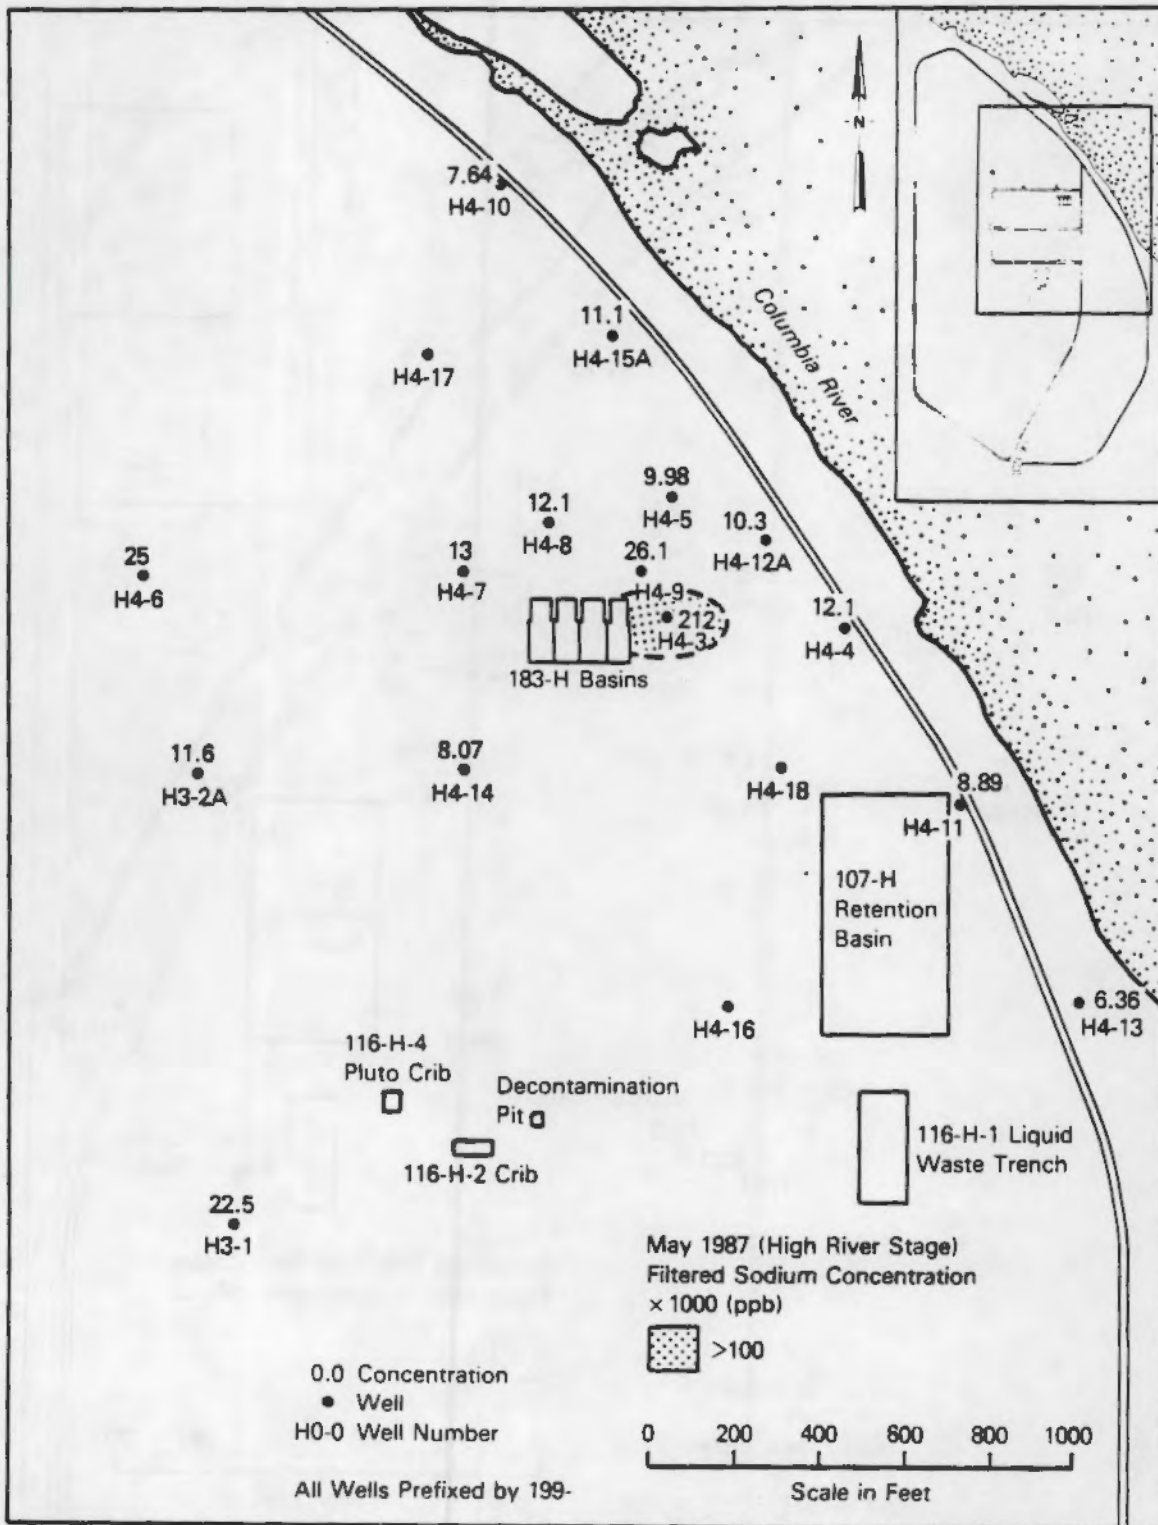 N
7.64
H4-10
Columbia River
11.1
H4-15A
H4-17
9.98
H4-5
12.1
H4-8
10.3
H4-12A
25
H4-6
13
H4-7
26.1
H4-9
212
H4-3
12.1
H4-4
183-H Basins
11.6
H3-2A
8.07
H4-14
H4-18
8.89
H4-11
107-H
Retention
Basin
H4-16
6.36
H4-13
116-H-4
Pluto Crib
Decontamination
Pit
116-H-2 Crib
116-H-1 Liquid
Waste Trench
22.5
H3-1
May 1987 (High River Stage)
Filtered Sodium Concentration
× 1000 (ppb)
>100
0.0 Concentration
Well
H0-0 Well Number
All Wells Prefixed by 199-
0 200 400 600 800 1000
Scale in Feet